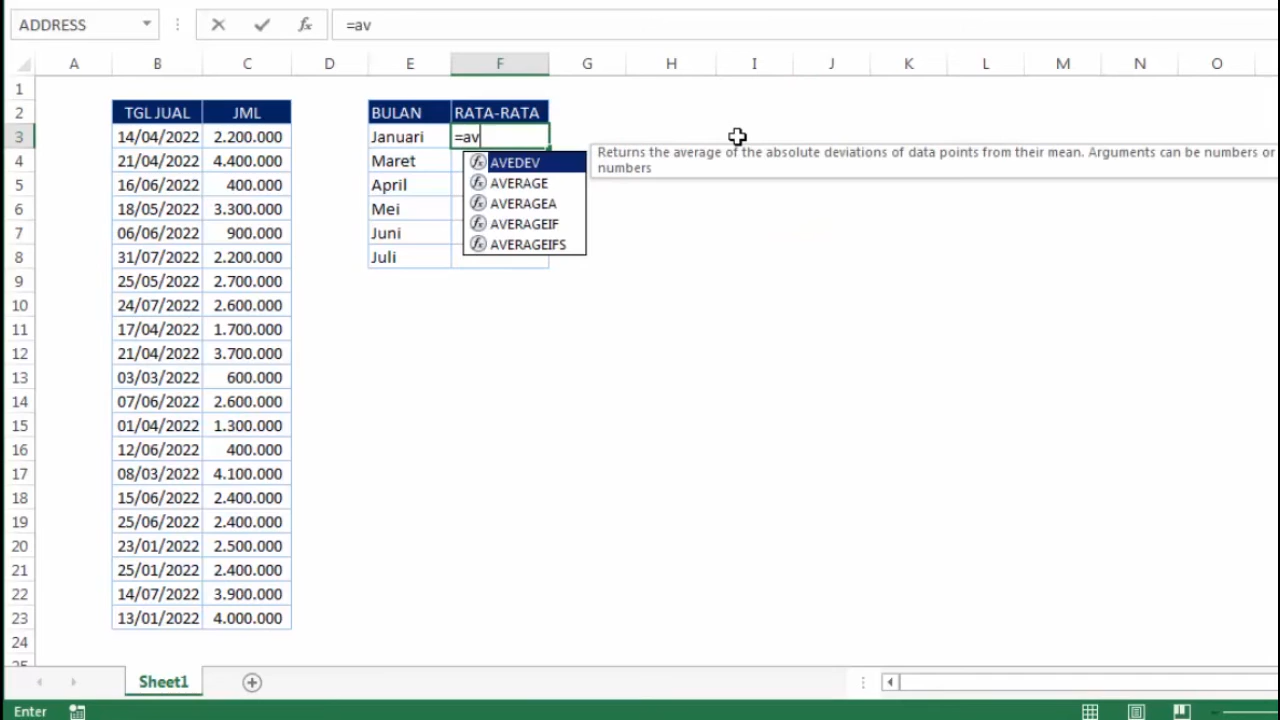 ADDRESS =av
A B C D E F G H I J K L M N O
1
2 TGL JUAL JML BULAN RATA-RATA
3 14/04/2022 2.200.000 Januari =av
4 21/04/2022 4.400.000 Maret
5 16/06/2022 400.000 April
6 18/05/2022 3.300.000 Mei
7 06/06/2022 900.000 Juni
8 31/07/2022 2.200.000 Juli
AVEDEV
AVERAGE
AVERAGEA
AVERAGEIF
AVERAGEIFS
Returns the average of the absolute deviations of data points from their mean. Arguments can be numbers or
numbers
9 25/05/2022 2.700.000
10 24/07/2022 2.600.000
11 17/04/2022 1.700.000
12 21/04/2022 3.700.000
13 03/03/2022 600.000
14 07/06/2022 2.600.000
15 01/04/2022 1.300.000
16 12/06/2022 400.000
17 08/03/2022 4.100.000
18 15/06/2022 2.400.000
19 25/06/2022 2.400.000
20 23/01/2022 2.500.000
21 25/01/2022 2.400.000
22 14/07/2022 3.900.000
23 13/01/2022 4.000.000
24
Sheet1
Enter